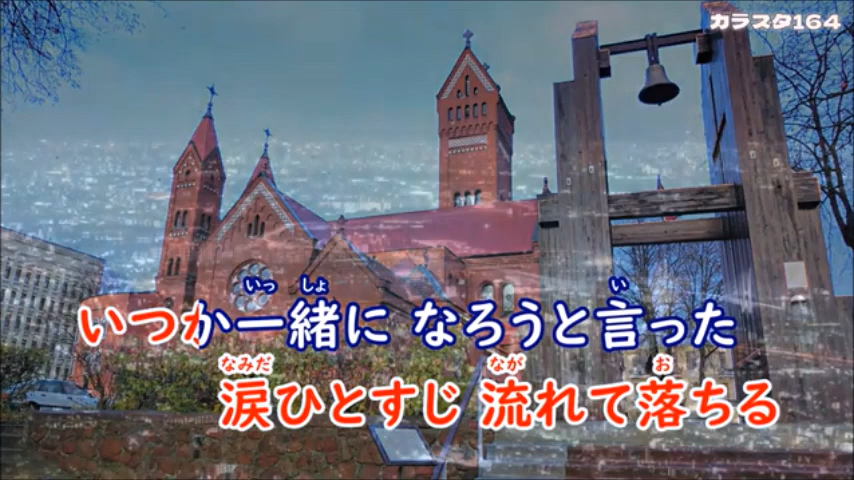 カラスタ164
いっしょ い
いつか一緒に なろうと言った
なみだ なが お
涙ひとすじ 流れて落ちる